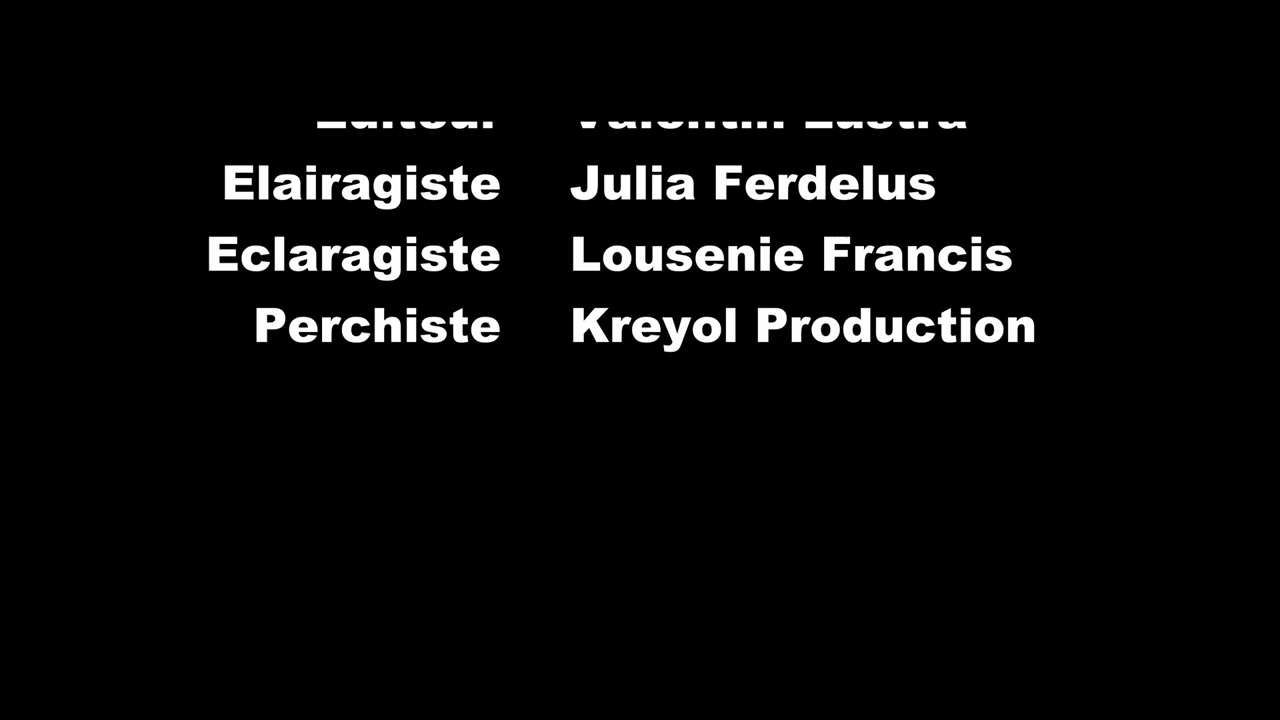 Elairagiste Julia Ferdelus
Eclaragiste Lousenie Francis
Perchiste Kreyol Production